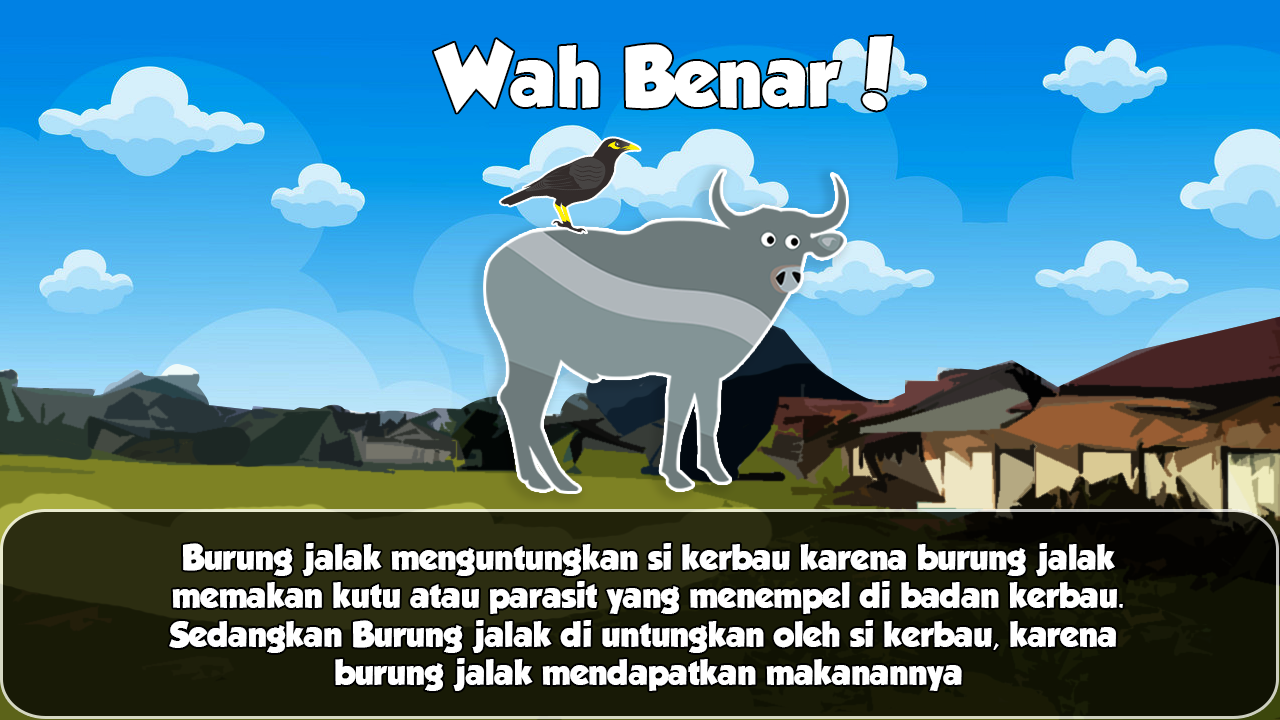 Wah Benar !
Burung jalak menguntungkan si kerbau karena burung jalak
memakan kutu atau parasit yang menempel di badan kerbau.
Sedangkan Burung jalak di untungkan oleh si kerbau, karena
burung jalak mendapatkan makanannya